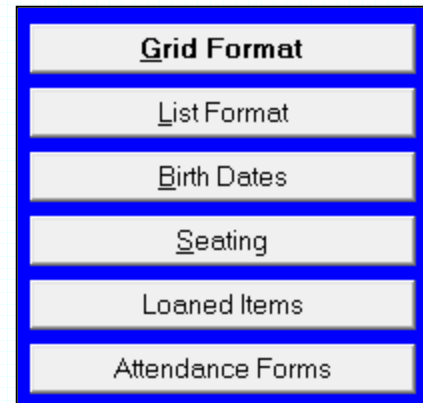 Grid Format
List Format
Birth Dates
Seating
Loaned Items
Attendance Forms